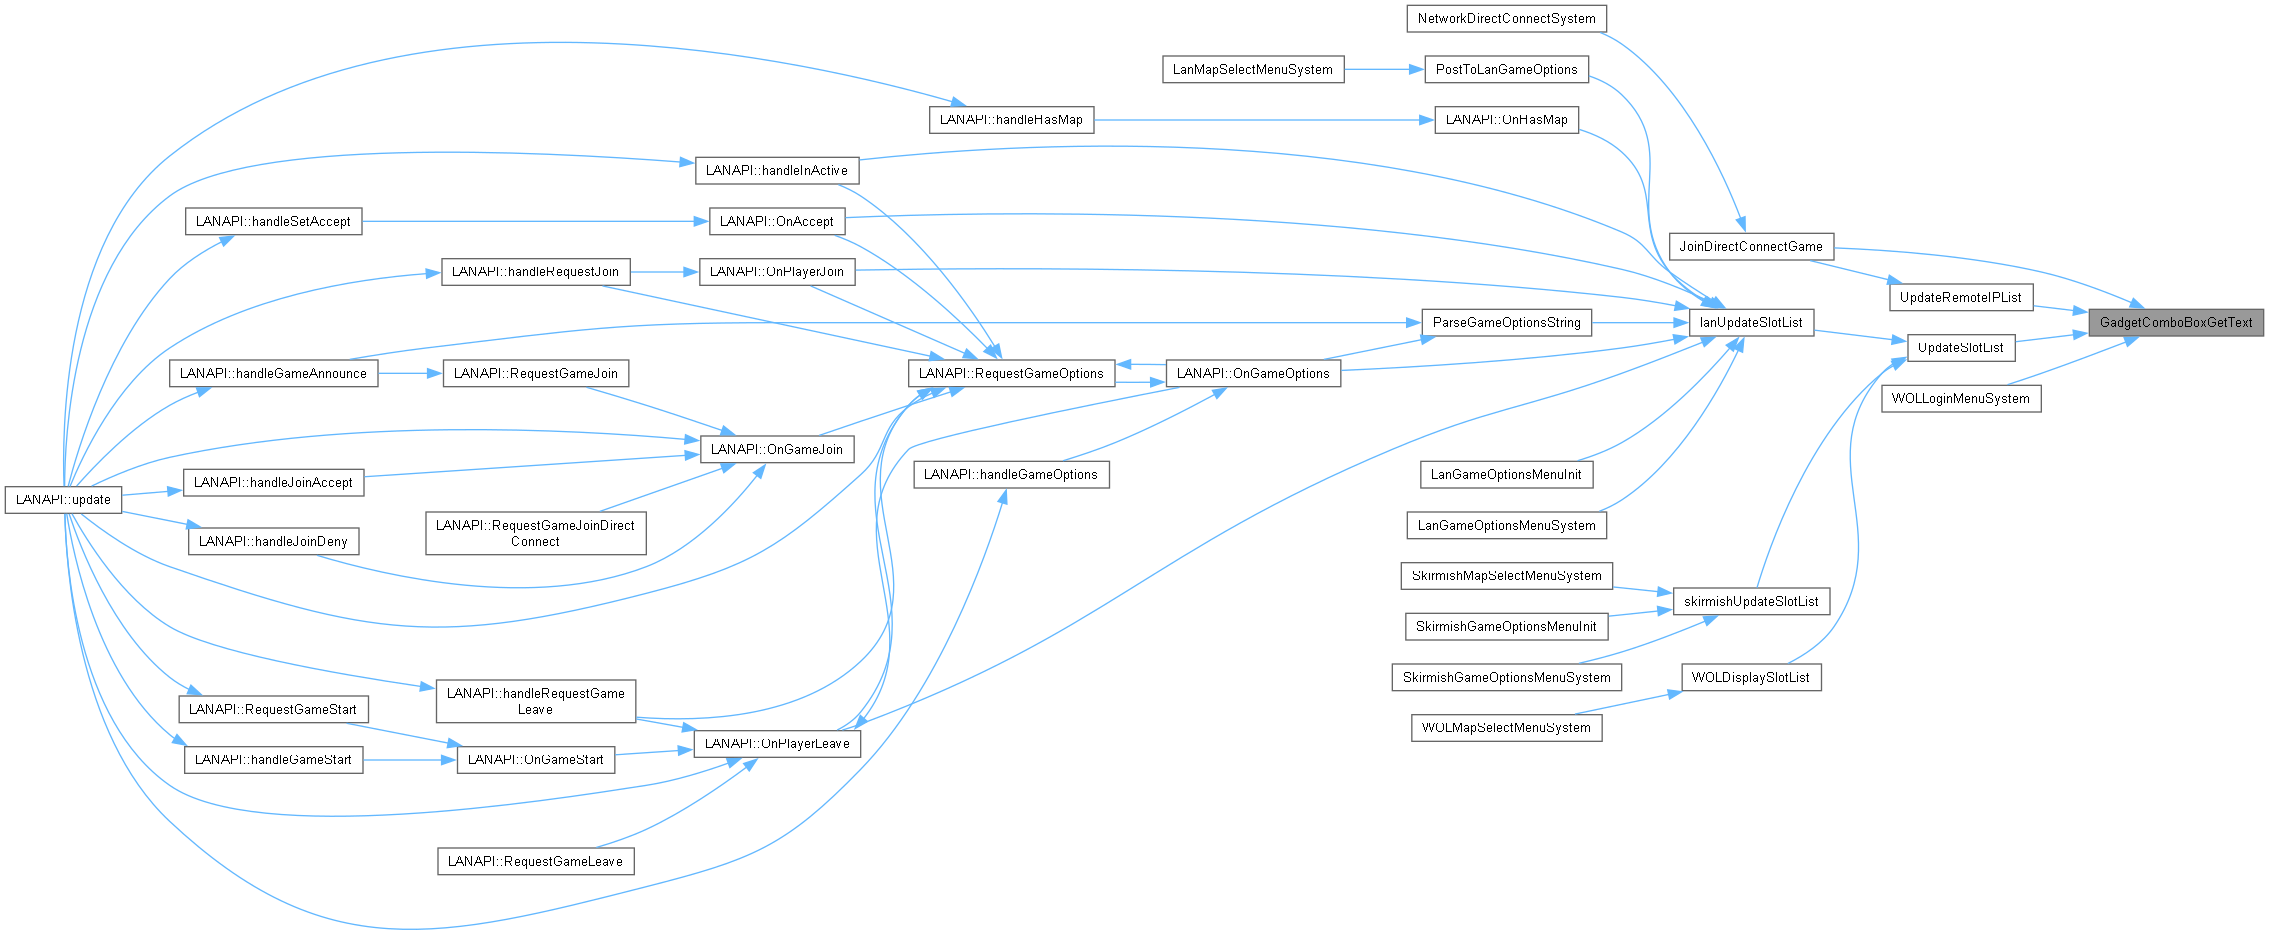 NetworkDirectConnectSystem
LanMapSelectMenuSystem
PostToLanGameOptions
LANAPI::handleHasMap
LANAPI::OnHasMap
LANAPI::handleInActive
LANAPI::handleSetAccept
LANAPI::OnAccept
JoinDirectConnectGame
LANAPI::handleRequestJoin
LANAPI::OnPlayerJoin
UpdateRemoteIPList
ParseGameOptionsString
lanUpdateSlotList
GadgetComboBoxGetText
UpdateSlotList
LANAPI::handleGameAnnounce
LANAPI::RequestGameJoin
LANAPI::RequestGameOptions
LANAPI::OnGameOptions
WOLLoginMenuSystem
LANAPI::OnGameJoin
LANAPI::handleJoinAccept
LANAPI::handleGameOptions
LanGameOptionsMenuInit
LANAPI::update
LANAPI::RequestGameJoinDirect
Connect
LanGameOptionsMenuSystem
LANAPI::handleJoinDeny
SkirmishMapSelectMenuSystem
skirmishUpdateSlotList
SkirmishGameOptionsMenuInit
SkirmishGameOptionsMenuSystem
WOLDisplaySlotList
LANAPI::handleRequestGame
Leave
LANAPI::RequestGameStart
WOLMapSelectMenuSystem
LANAPI::OnPlayerLeave
LANAPI::handleGameStart
LANAPI::OnGameStart
LANAPI::RequestGameLeave